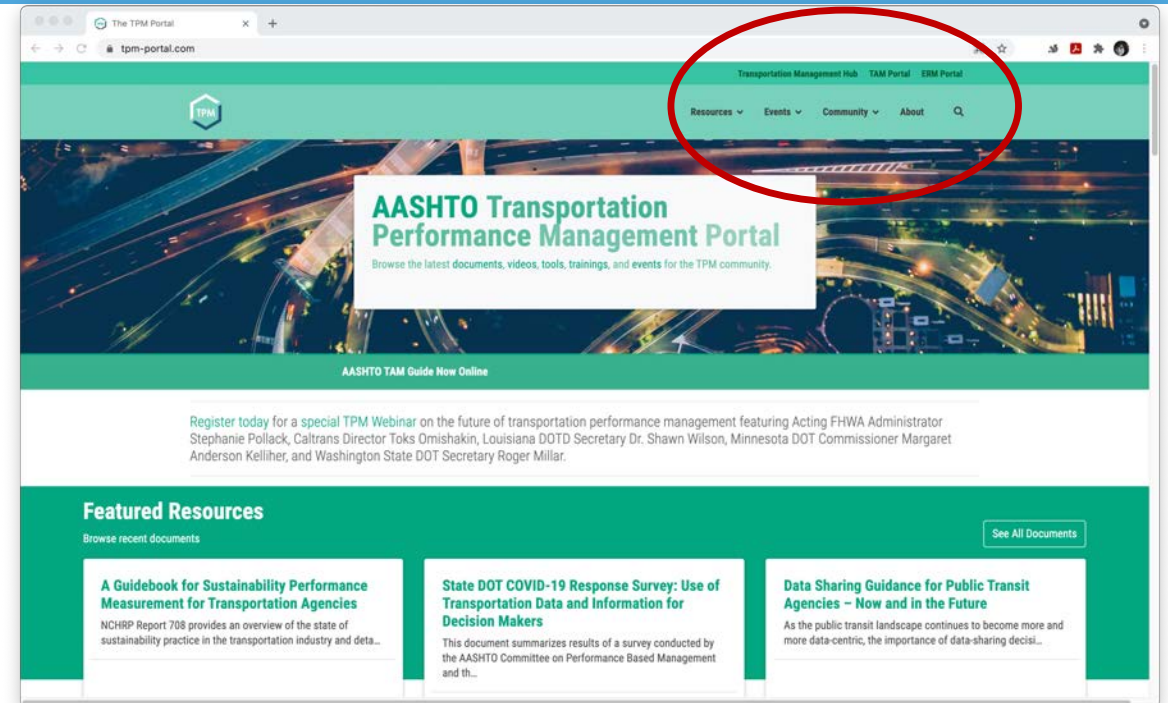 The TPM Portal
tpm-portal.com
Transportation Management Hub TAM Portal ERM Portal
TPM
Resources Events Community About
AASHTO Transportation
Performance Management Portal
Browse the latest documents, videos, tools, trainings, and events for the TPM community.
AASHTO TAM Guide Now Online
Register today for a special TPM Webinar on the future of transportation performance management featuring Acting FHWA Administrator
Stephanie Pollack, Caltrans Director Toks Omishakin, Louisiana DOTD Secretary Dr. Shawn Wilson, Minnesota DOT Commissioner Margaret
Anderson Kelliher, and Washington State DOT Secretary Roger Millar.
Featured Resources
Browse recent documents
See All Documents
A Guidebook for Sustainability Performance
Measurement for Transportation Agencies
NCHRP Report 708 provides an overview of the state of
sustainability practice in the transportation industry and deta...
State DOT COVID-19 Response Survey: Use of
Transportation Data and Information for
Decision Makers
This document summarizes results of a survey conducted by
the AASHTO Committee on Performance Based Management
and th...
Data Sharing Guidance for Public Transit
Agencies – Now and in the Future
As the public transit landscape continues to become more and
more data-centric, the importance of data-sharing decisi...